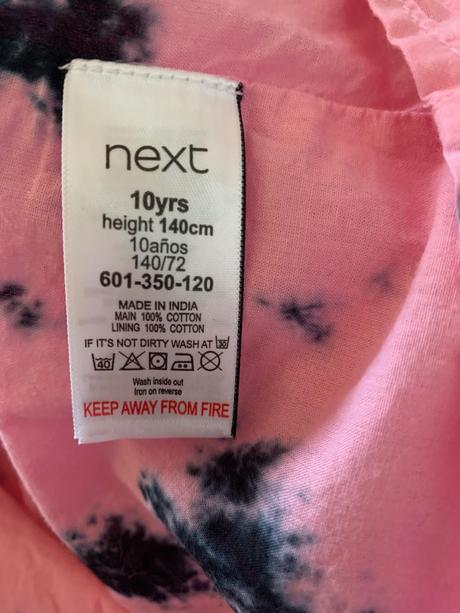 next
10yrs
height 140cm
10años
140/72
601-350-120
MADE IN INDIA
MAIN 100% COTTON
LINING 100% COTTON
IF IT'S NOT DIRTY WASH AT 30
40
Wash inside out
Iron on reverse
KEEP AWAY FROM FIRE